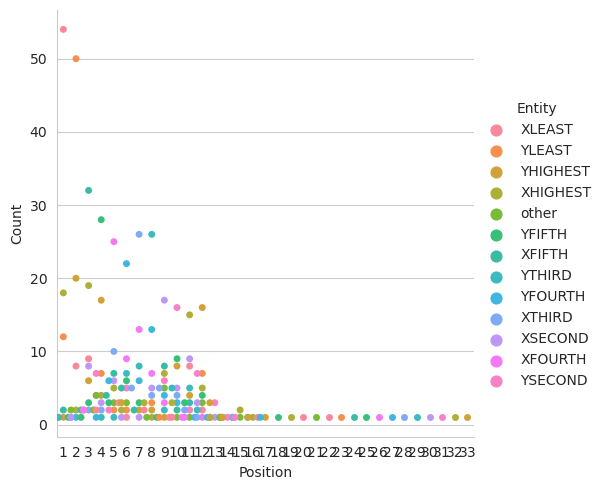 50
40
30
20
10
0
Count
1 2 3 4 5 6 7 8 9 10 11 12 13 14 15 16 17 18 19 20 21 22 23 24 25 26 27 28 29 30 31 32 33
Position
Entity
XLEAST
YLEAST
YHIGHEST
XHIGHEST
other
YFIFTH
XFIFTH
YTHIRD
YFOURTH
XTHIRD
XSECOND
XFOURTH
YSECOND